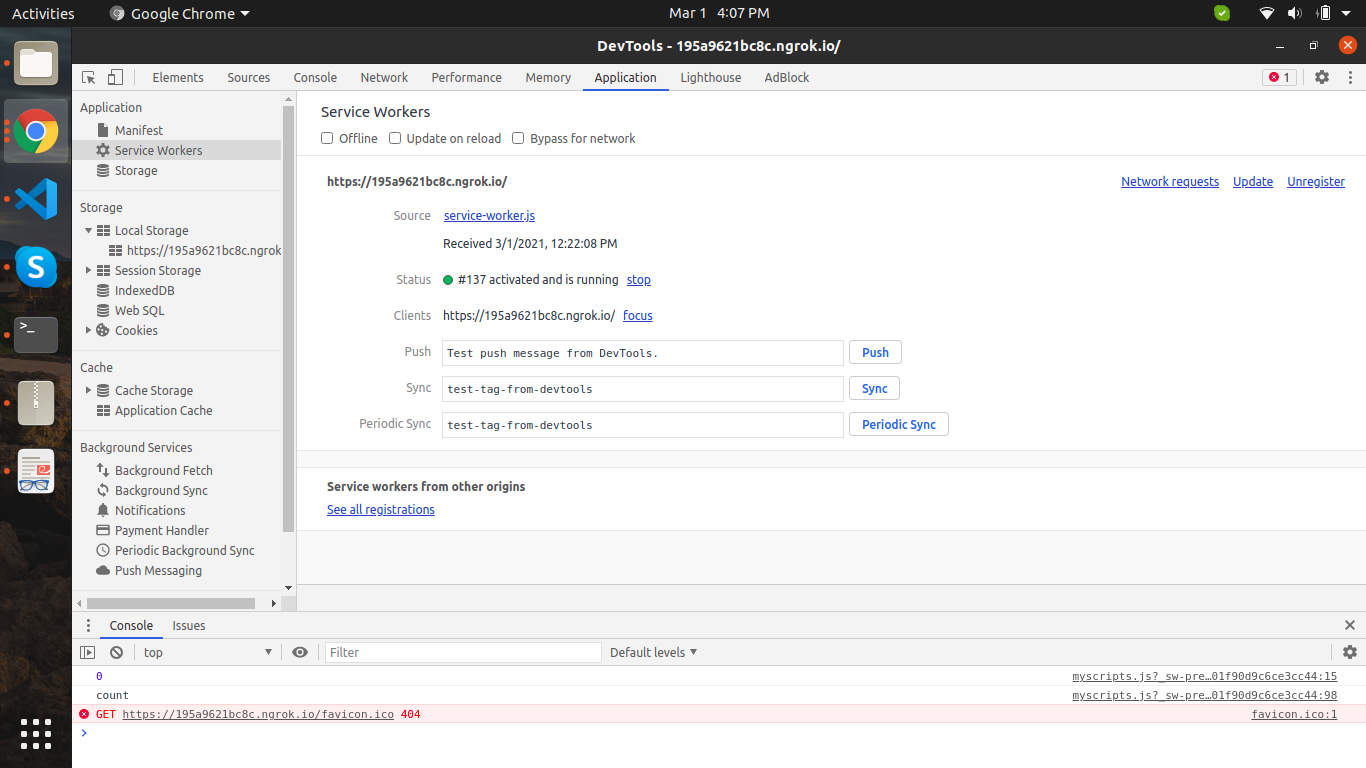 Activities Google Chrome Mar 1 4:07 PM
DevTools - 195a9621bc8c.ngrok.io/
Elements Sources Console Network Performance Memory Application Lighthouse AdBlock 1
Application
Manifest
Service Workers
Storage
Storage
Local Storage
https://195a9621bc8c.ngrok
Session Storage
IndexedDB
Web SQL
Cookies
Cache
Cache Storage
Application Cache
Background Services
Background Fetch
Background Sync
Notifications
Payment Handler
Periodic Background Sync
Push Messaging
Service Workers
Offline Update on reload Bypass for network
https://195a9621bc8c.ngrok.io/ Network requests Update Unregister
Source service-worker.js
Received 3/1/2021, 12:22:08 PM
Status #137 activated and is running stop
Clients https://195a9621bc8c.ngrok.io/ focus
Push Test push message from DevTools. Push
Sync test-tag-from-devtools Sync
Periodic Sync test-tag-from-devtools Periodic Sync
Service workers from other origins
See all registrations
Console Issues
top Filter Default levels
0 myscripts.js?_sw-pre…01f90d9c6ce3cc44:15
count myscripts.js?_sw-pre…01f90d9c6ce3cc44:98
GET https://195a9621bc8c.ngrok.io/favicon.ico 404 favicon.ico:1